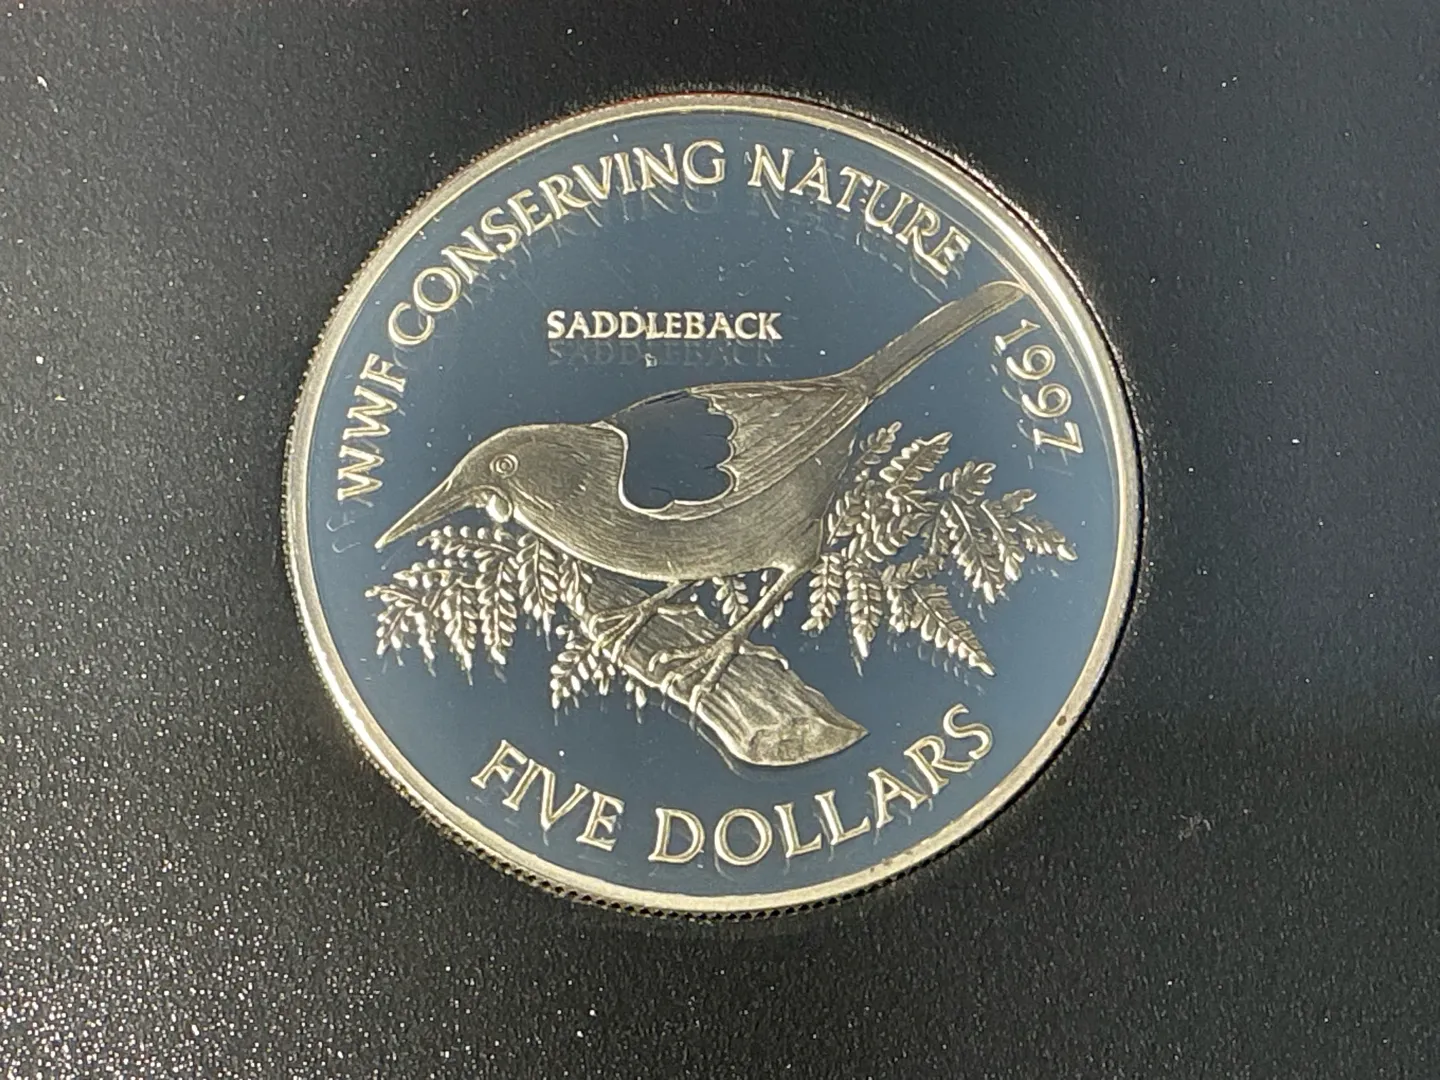 WWF CONSERVING NATURE 1997
SADDLEBACK
FIVE DOLLARS